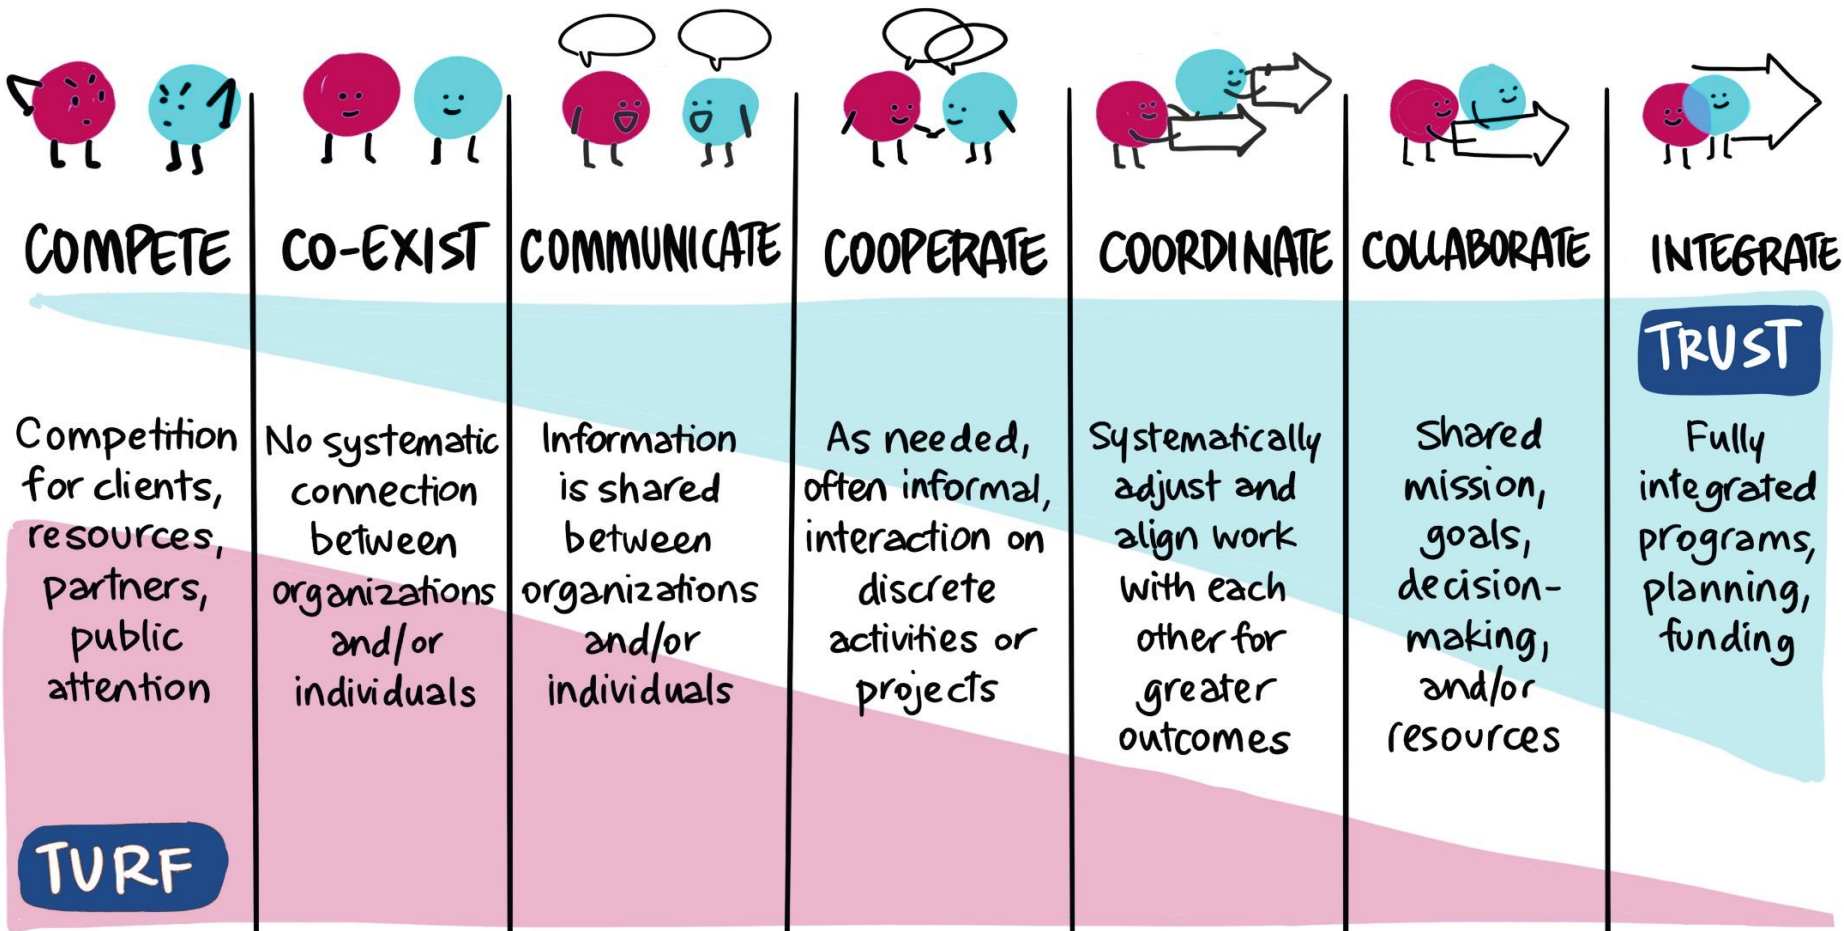 COMPETE
CO-EXIST
COMMUNICATE
COOPERATE
COORDINATE
COLLABORATE
INTEGRATE
TRUST
Competition
for clients,
resources,
partners,
public
attention
No systematic
connection
between
organizations
and/or
individuals
Information
is shared
between
organizations
and/or
individuals
As needed,
often informal,
interaction on
discrete
activities or
projects
Systematically
adjust and
align work
with each
other for
greater
outcomes
Shared
mission,
goals,
decision-
making,
and/or
resources
Fully
integrated
programs,
planning,
funding
TURF